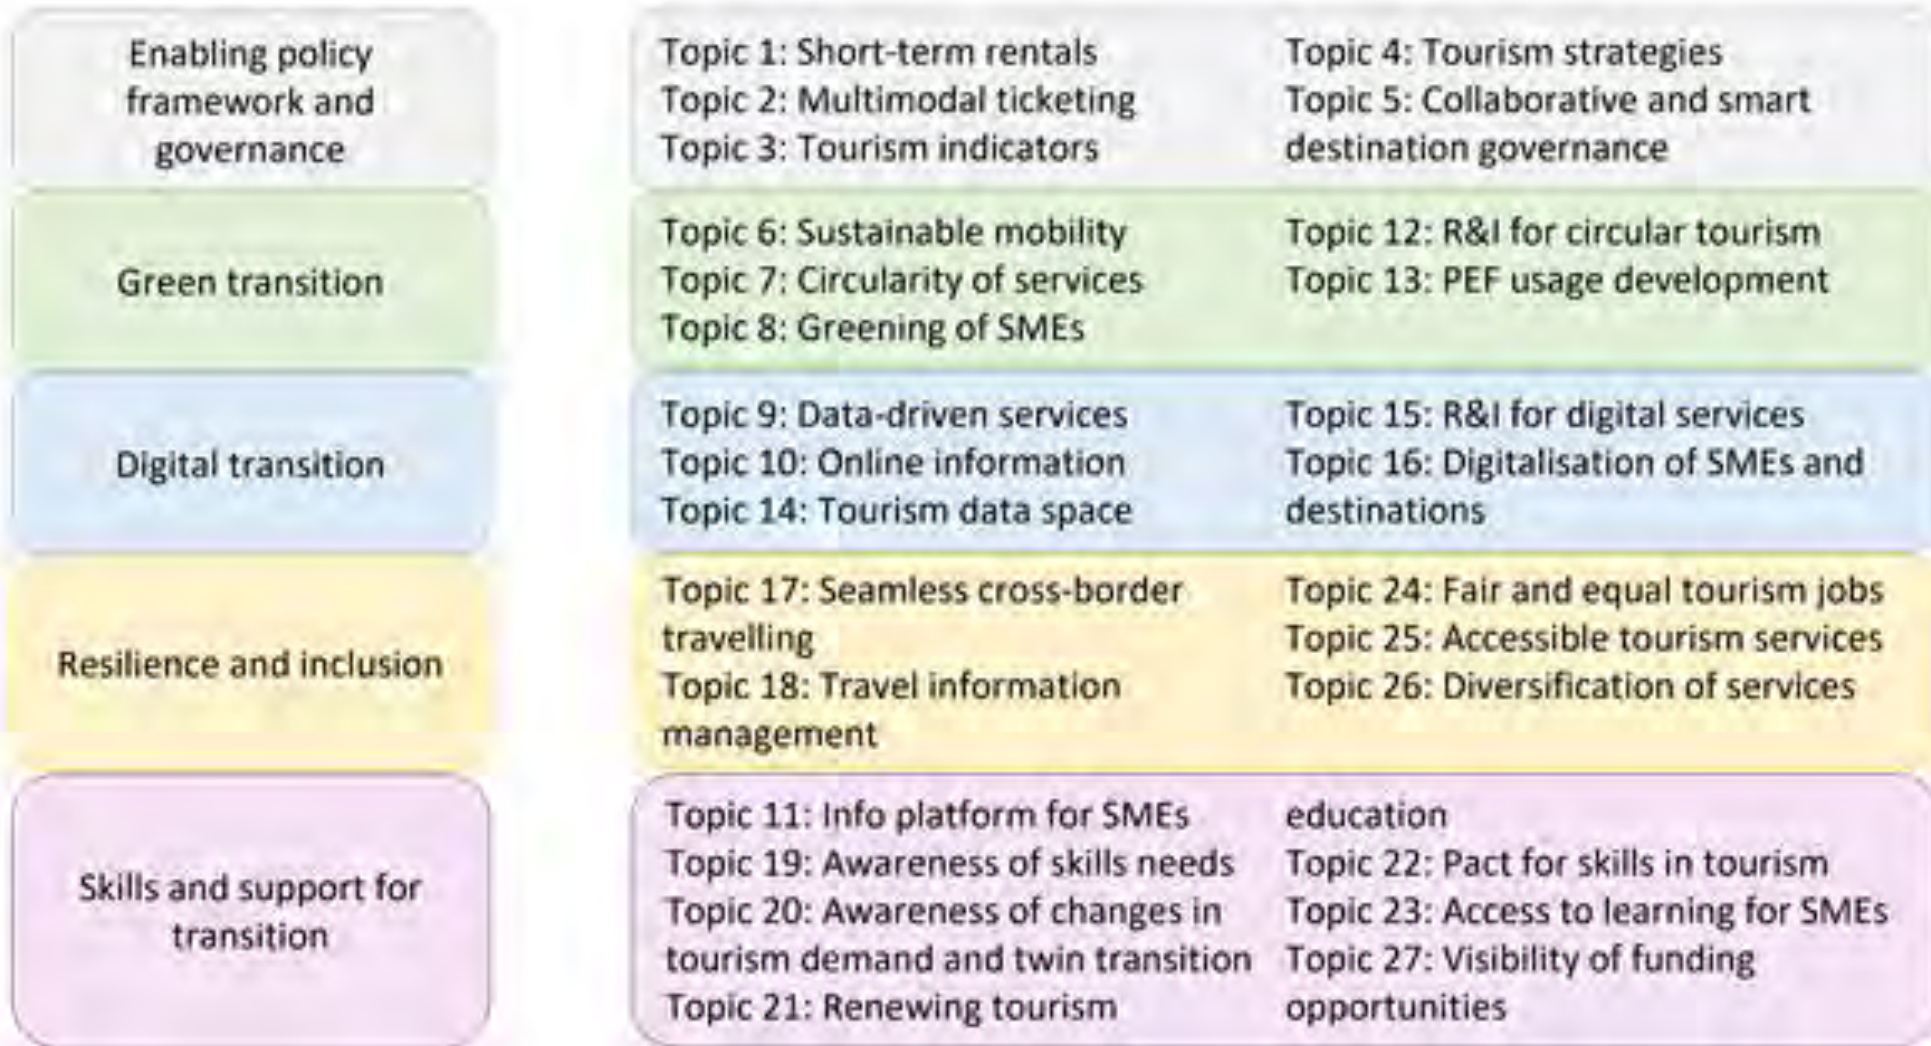 Enabling policy
framework and
governance
Topic 1: Short-term rentals
Topic 2: Multimodal ticketing
Topic 3: Tourism indicators
Topic 4: Tourism strategies
Topic 5: Collaborative and smart
destination governance
Green transition
Topic 6: Sustainable mobility
Topic 7: Circularity of services
Topic 8: Greening of SMEs
Topic 12: R&I for circular tourism
Topic 13: PEF usage development
Digital transition
Topic 9: Data-driven services
Topic 10: Online information
Topic 14: Tourism data space
Topic 15: R&I for digital services
Topic 16: Digitalisation of SMEs and
destinations
Resilience and inclusion
Topic 17: Seamless cross-border
travelling
Topic 18: Travel information
management
Topic 24: Fair and equal tourism jobs
Topic 25: Accessible tourism services
Topic 26: Diversification of services
Skills and support for
transition
Topic 11: Info platform for SMEs
Topic 19: Awareness of skills needs
Topic 20: Awareness of changes in
tourism demand and twin transition
Topic 21: Renewing tourism
education
Topic 22: Pact for skills in tourism
Topic 23: Access to learning for SMEs
Topic 27: Visibility of funding
opportunities